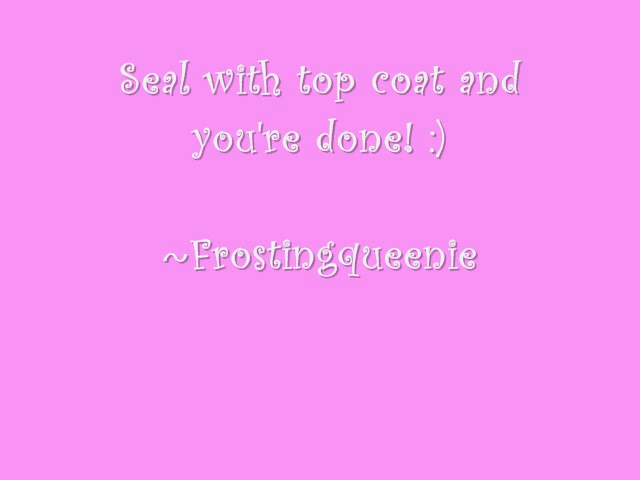 Seal with top coat and
you're done! :)
~Frostingqueenie